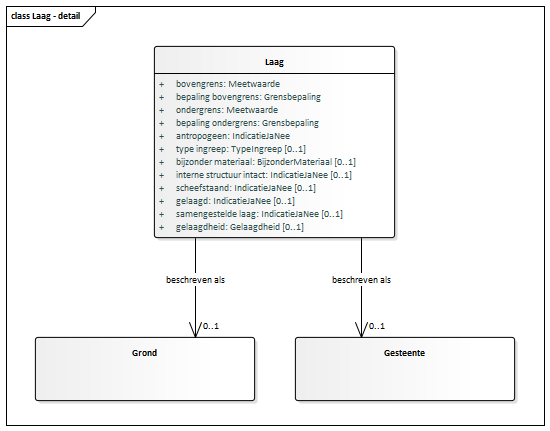 class Laag - detail
Laag
+ bovengrens: Meetwaarde
+ bepaling bovengrens: Grensbepaling
+ ondergrens: Meetwaarde
+ bepaling ondergrens: Grensbepaling
+ antropogeen: IndicatieJaNee
+ type ingreep: TypeIngreep [0..1]
+ bijzonder materiaal: BijzonderMateriaal [0..1]
+ interne structuur intact: IndicatieJaNee [0..1]
+ scheefstaand: IndicatieJaNee [0..1]
+ gelaagd: IndicatieJaNee [0..1]
+ samengestelde laag: IndicatieJaNee [0..1]
+ gelaagdheid: Gelaagdheid [0..1]
beschreven als beschreven als
0..1 0..1
Grond Gesteente